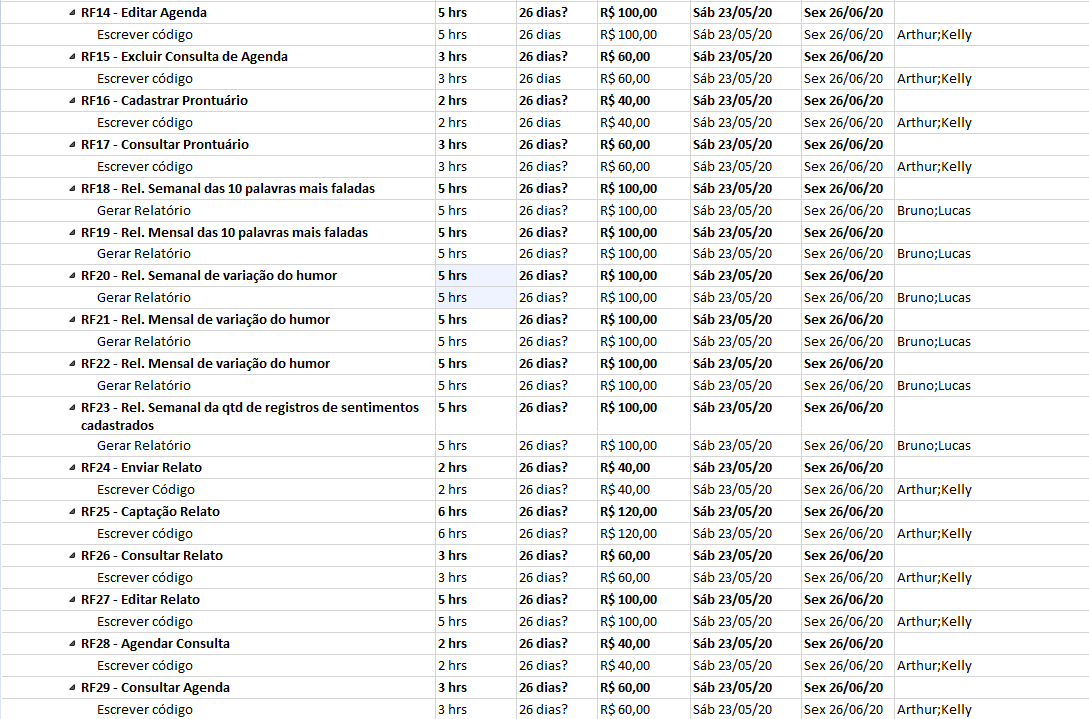 RF14 - Editar Agenda 5 hrs 26 dias? R$ 100,00 Sáb 23/05/20 Sex 26/06/20
Escrever código 5 hrs 26 dias R$ 100,00 Sáb 23/05/20 Sex 26/06/20 Arthur;Kelly
RF15 - Excluir Consulta de Agenda 3 hrs 26 dias? R$ 60,00 Sáb 23/05/20 Sex 26/06/20
Escrever código 3 hrs 26 dias R$ 60,00 Sáb 23/05/20 Sex 26/06/20 Arthur;Kelly
RF16 - Cadastrar Prontuário 2 hrs 26 dias? R$ 40,00 Sáb 23/05/20 Sex 26/06/20
Escrever código 2 hrs 26 dias R$ 40,00 Sáb 23/05/20 Sex 26/06/20 Arthur;Kelly
RF17 - Consultar Prontuário 3 hrs 26 dias? R$ 60,00 Sáb 23/05/20 Sex 26/06/20
Escrever código 3 hrs 26 dias? R$ 60,00 Sáb 23/05/20 Sex 26/06/20 Arthur;Kelly
RF18 - Rel. Semanal das 10 palavras mais faladas 5 hrs 26 dias? R$ 100,00 Sáb 23/05/20 Sex 26/06/20
Gerar Relatório 5 hrs 26 dias? R$ 100,00 Sáb 23/05/20 Sex 26/06/20 Bruno;Lucas
RF19 - Rel. Mensal das 10 palavras mais faladas 5 hrs 26 dias? R$ 100,00 Sáb 23/05/20 Sex 26/06/20
Gerar Relatório 5 hrs 26 dias? R$ 100,00 Sáb 23/05/20 Sex 26/06/20 Bruno;Lucas
RF20 - Rel. Semanal de variação do humor 5 hrs 26 dias? R$ 100,00 Sáb 23/05/20 Sex 26/06/20
Gerar Relatório 5 hrs 26 dias? R$ 100,00 Sáb 23/05/20 Sex 26/06/20 Bruno;Lucas
RF21 - Rel. Mensal de variação do humor 5 hrs 26 dias? R$ 100,00 Sáb 23/05/20 Sex 26/06/20
Gerar Relatório 5 hrs 26 dias? R$ 100,00 Sáb 23/05/20 Sex 26/06/20 Bruno;Lucas
RF22 - Rel. Mensal de variação do humor 5 hrs 26 dias? R$ 100,00 Sáb 23/05/20 Sex 26/06/20
Gerar Relatório 5 hrs 26 dias? R$ 100,00 Sáb 23/05/20 Sex 26/06/20 Bruno;Lucas
RF23 - Rel. Semanal da qtd de registros de sentimentos 5 hrs 26 dias? R$ 100,00 Sáb 23/05/20 Sex 26/06/20
cadastrados
Gerar Relatório 5 hrs 26 dias? R$ 100,00 Sáb 23/05/20 Sex 26/06/20 Bruno;Lucas
RF24 - Enviar Relato 2 hrs 26 dias? R$ 40,00 Sáb 23/05/20 Sex 26/06/20
Escrever Código 2 hrs 26 dias? R$ 40,00 Sáb 23/05/20 Sex 26/06/20 Arthur;Kelly
RF25 - Captação Relato 6 hrs 26 dias? R$ 120,00 Sáb 23/05/20 Sex 26/06/20
Escrever código 6 hrs 26 dias? R$ 120,00 Sáb 23/05/20 Sex 26/06/20 Arthur;Kelly
RF26 - Consultar Relato 3 hrs 26 dias? R$ 60,00 Sáb 23/05/20 Sex 26/06/20
Escrever código 3 hrs 26 dias? R$ 60,00 Sáb 23/05/20 Sex 26/06/20 Arthur;Kelly
RF27 - Editar Relato 5 hrs 26 dias? R$ 100,00 Sáb 23/05/20 Sex 26/06/20
Escrever código 5 hrs 26 dias? R$ 100,00 Sáb 23/05/20 Sex 26/06/20 Arthur;Kelly
RF28 - Agendar Consulta 2 hrs 26 dias? R$ 40,00 Sáb 23/05/20 Sex 26/06/20
Escrever código 2 hrs 26 dias? R$ 40,00 Sáb 23/05/20 Sex 26/06/20 Arthur;Kelly
RF29 - Consultar Agenda 3 hrs 26 dias? R$ 60,00 Sáb 23/05/20 Sex 26/06/20
Escrever código 3 hrs 26 dias? R$ 60,00 Sáb 23/05/20 Sex 26/06/20 Arthur;Kelly